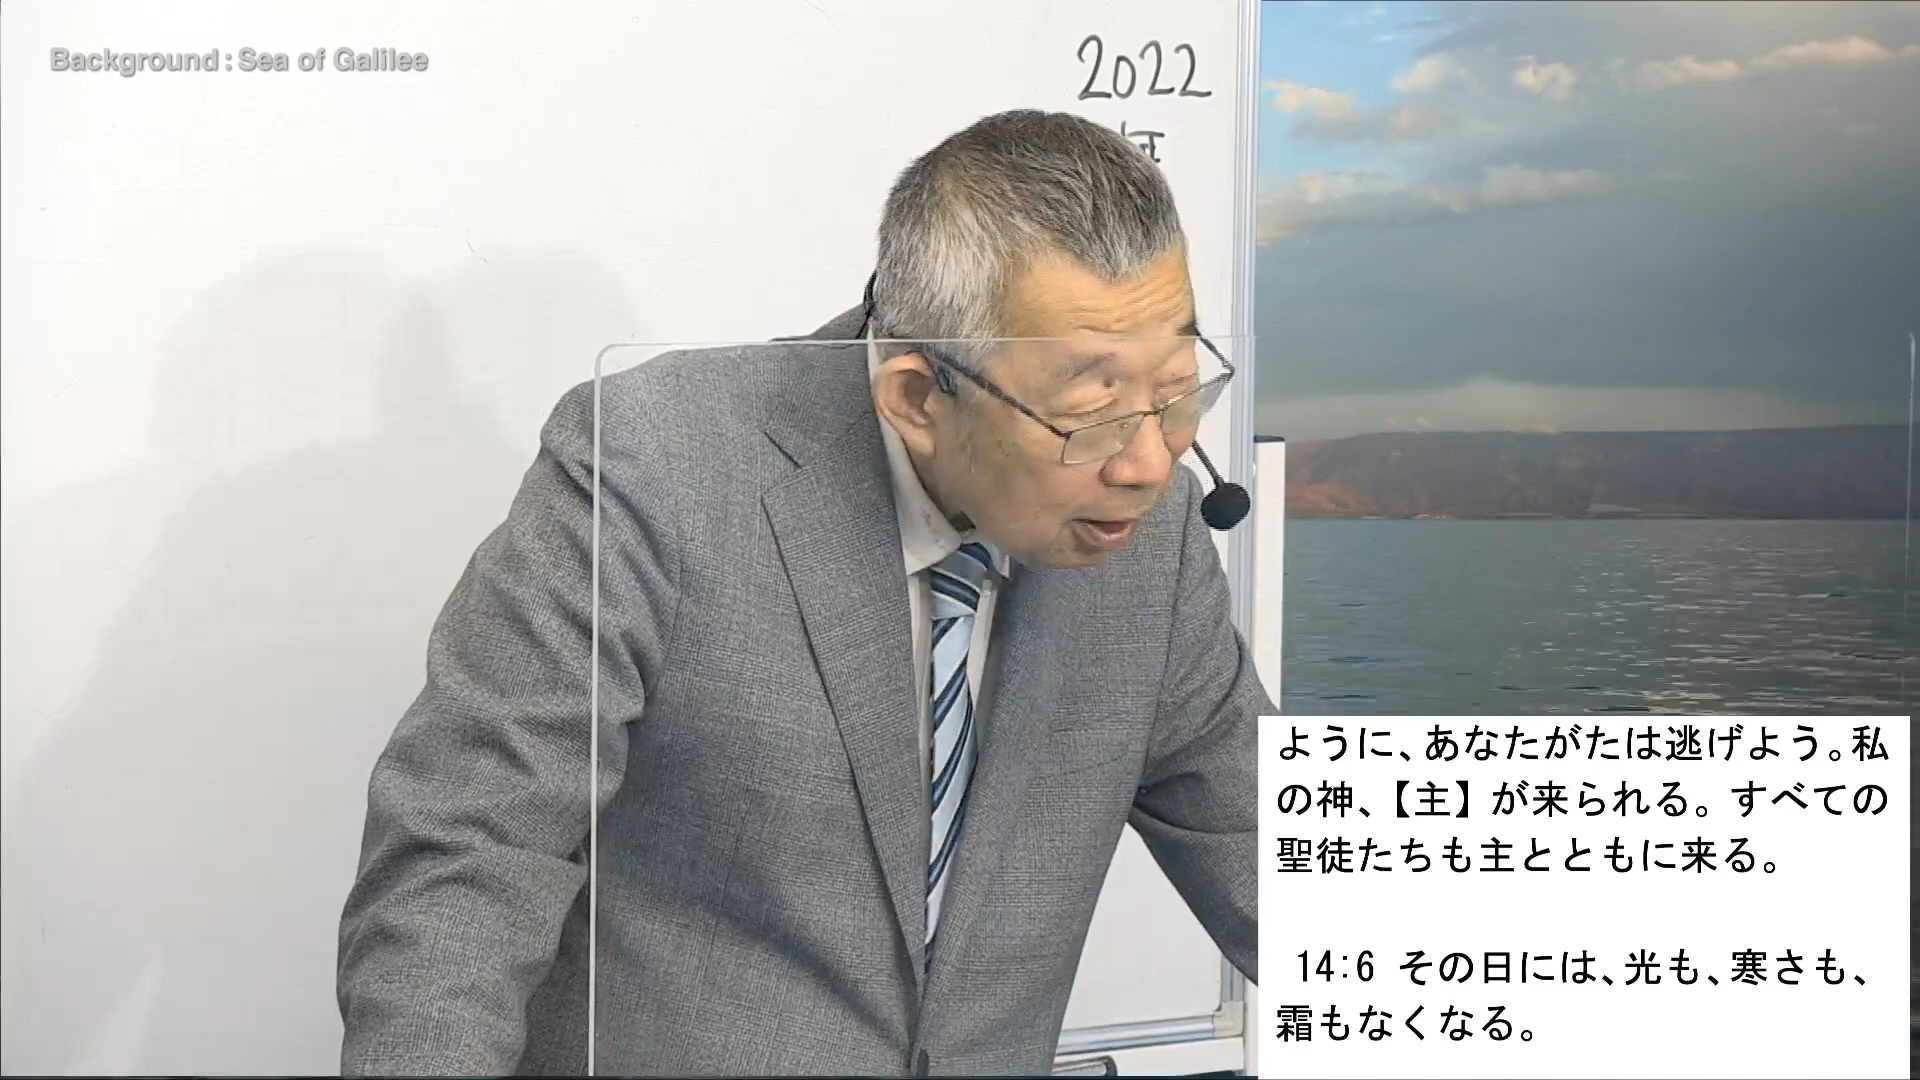 Background : Sea of Galilee
2022
ように、あなたがたは逃げよう。私
の神、【主】が来られる。すべての
聖徒たちも主とともに来る。
14:6 その日には、光も、寒さも、
霜もなくなる。